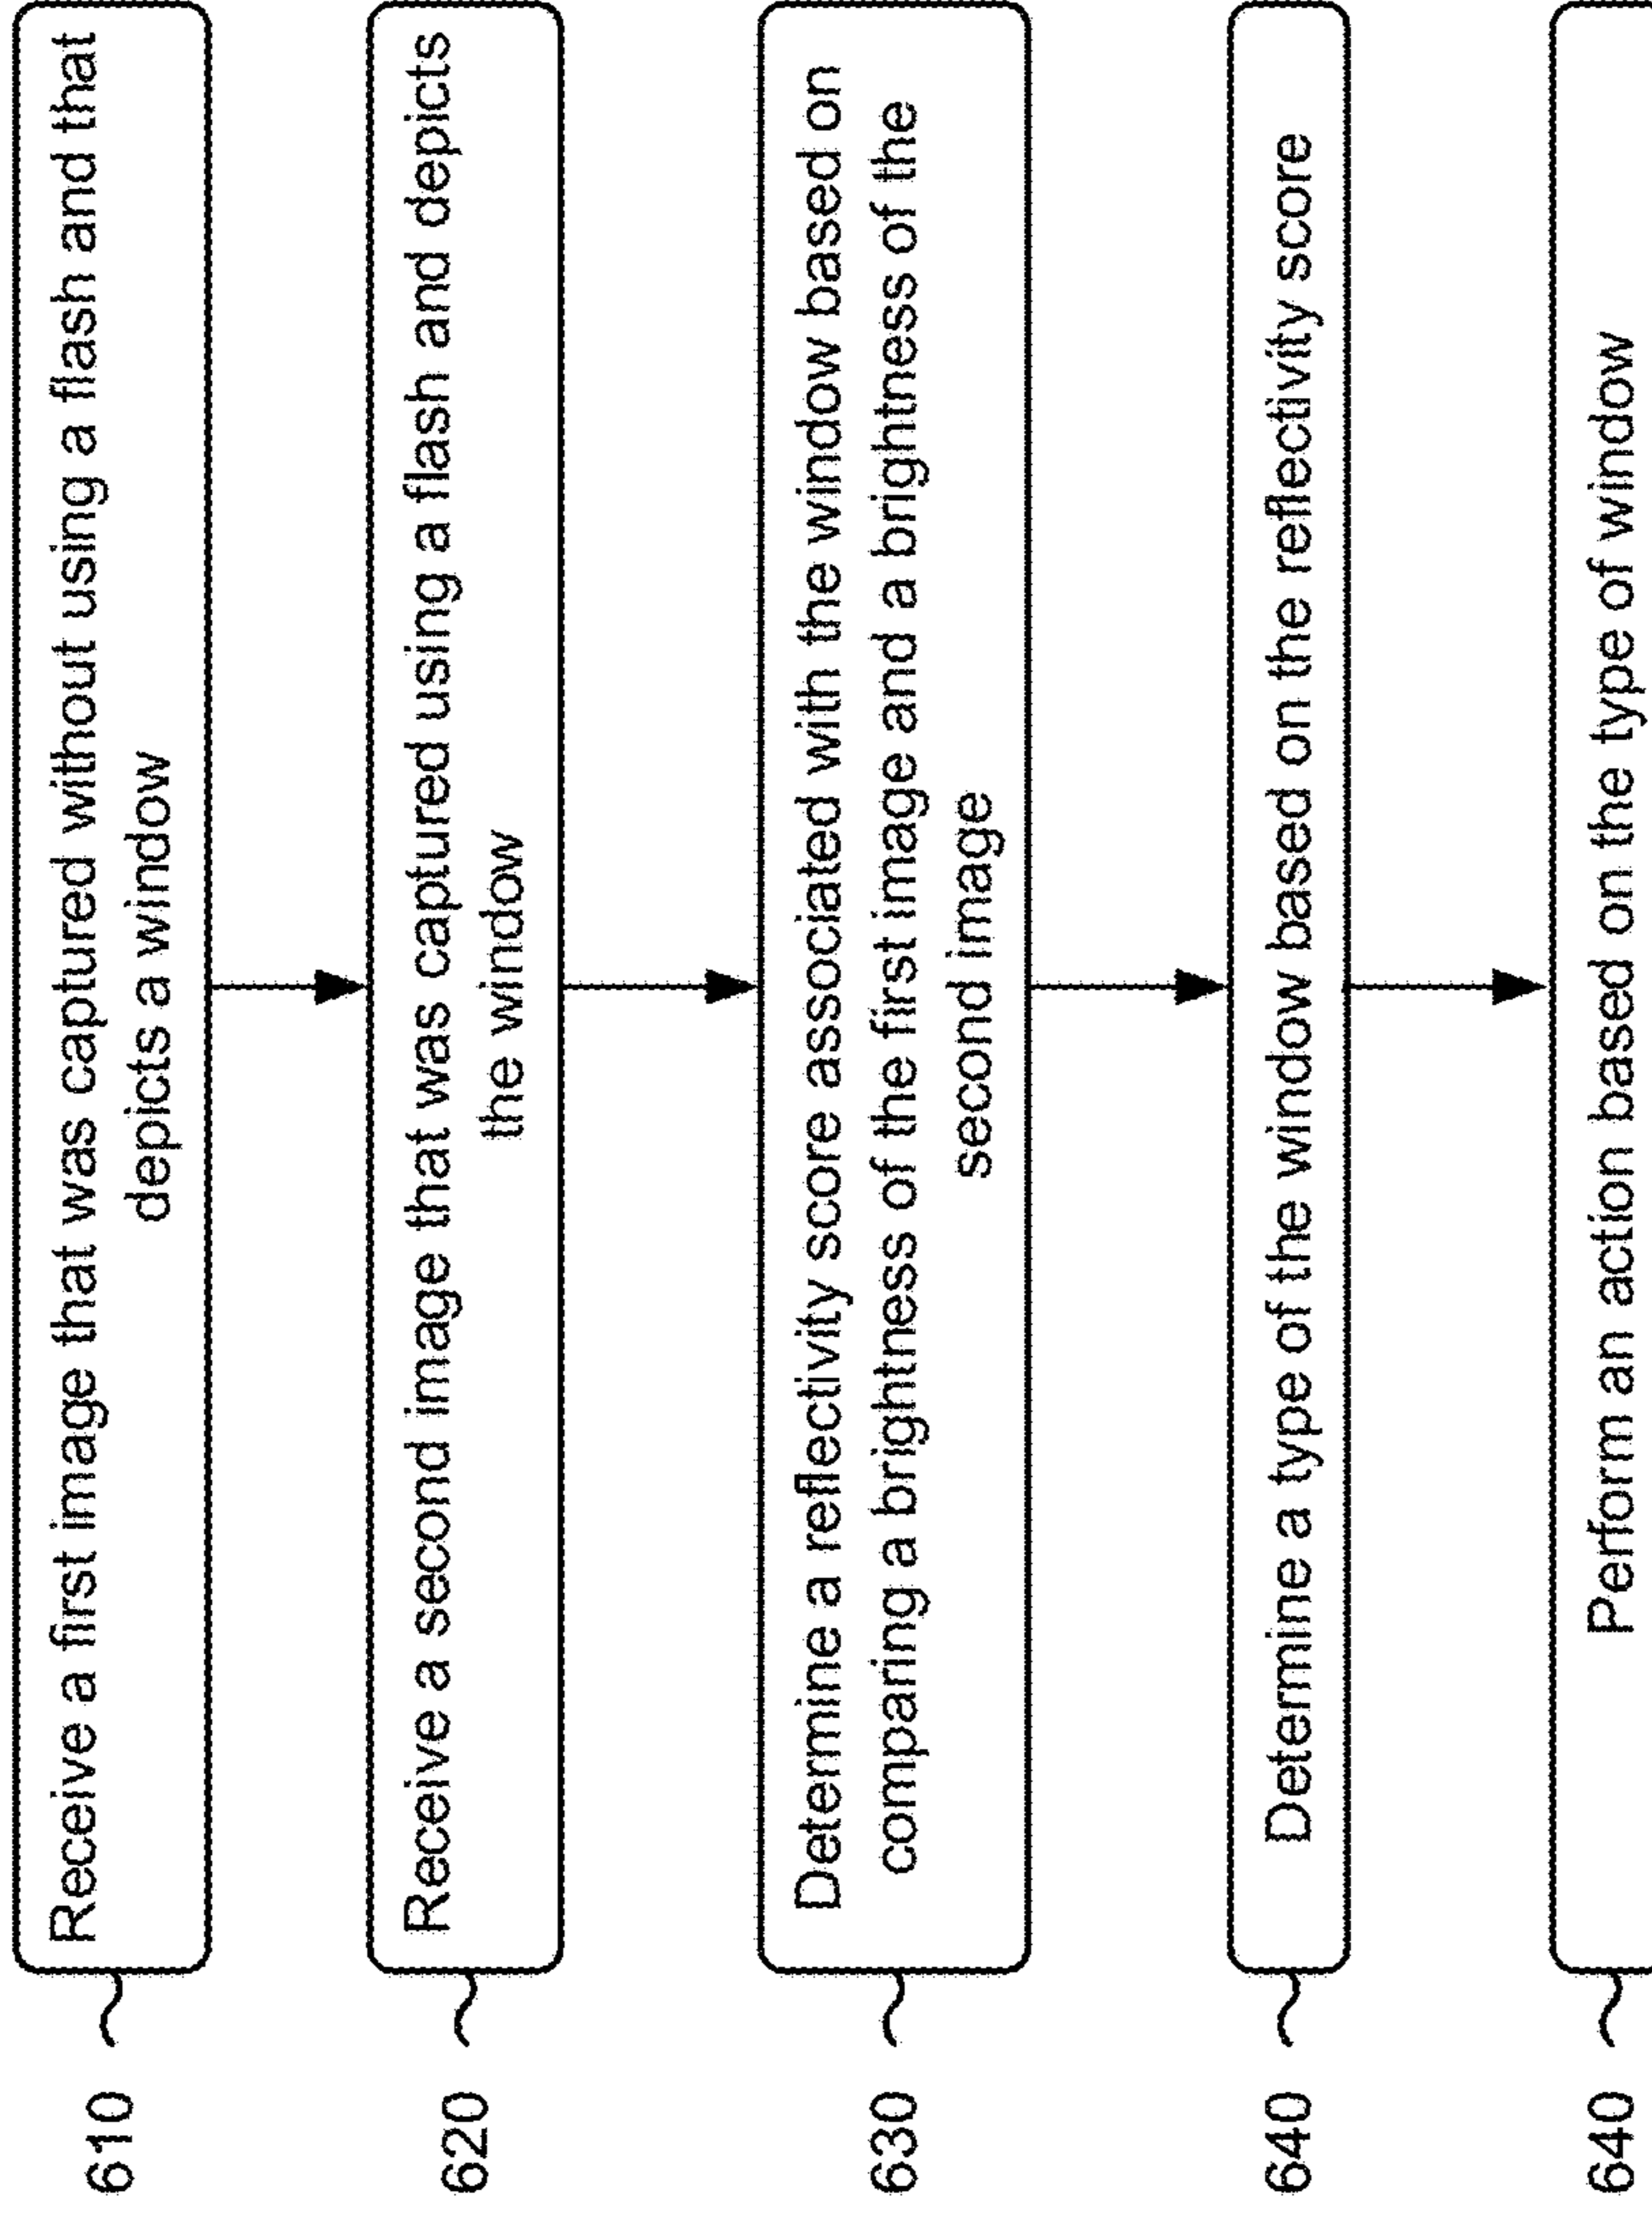 610
Receive a first image that was captured without using a flash and that
depicts a window
620
Receive a second image that was captured using a flash and depicts
the window
630
Determine a reflectivity score associated with the window based on
comparing a brightness of the first image and a brightness of the
second image
640
Determine a type of the window based on the reflectivity score
640
Perform an action based on the type of window